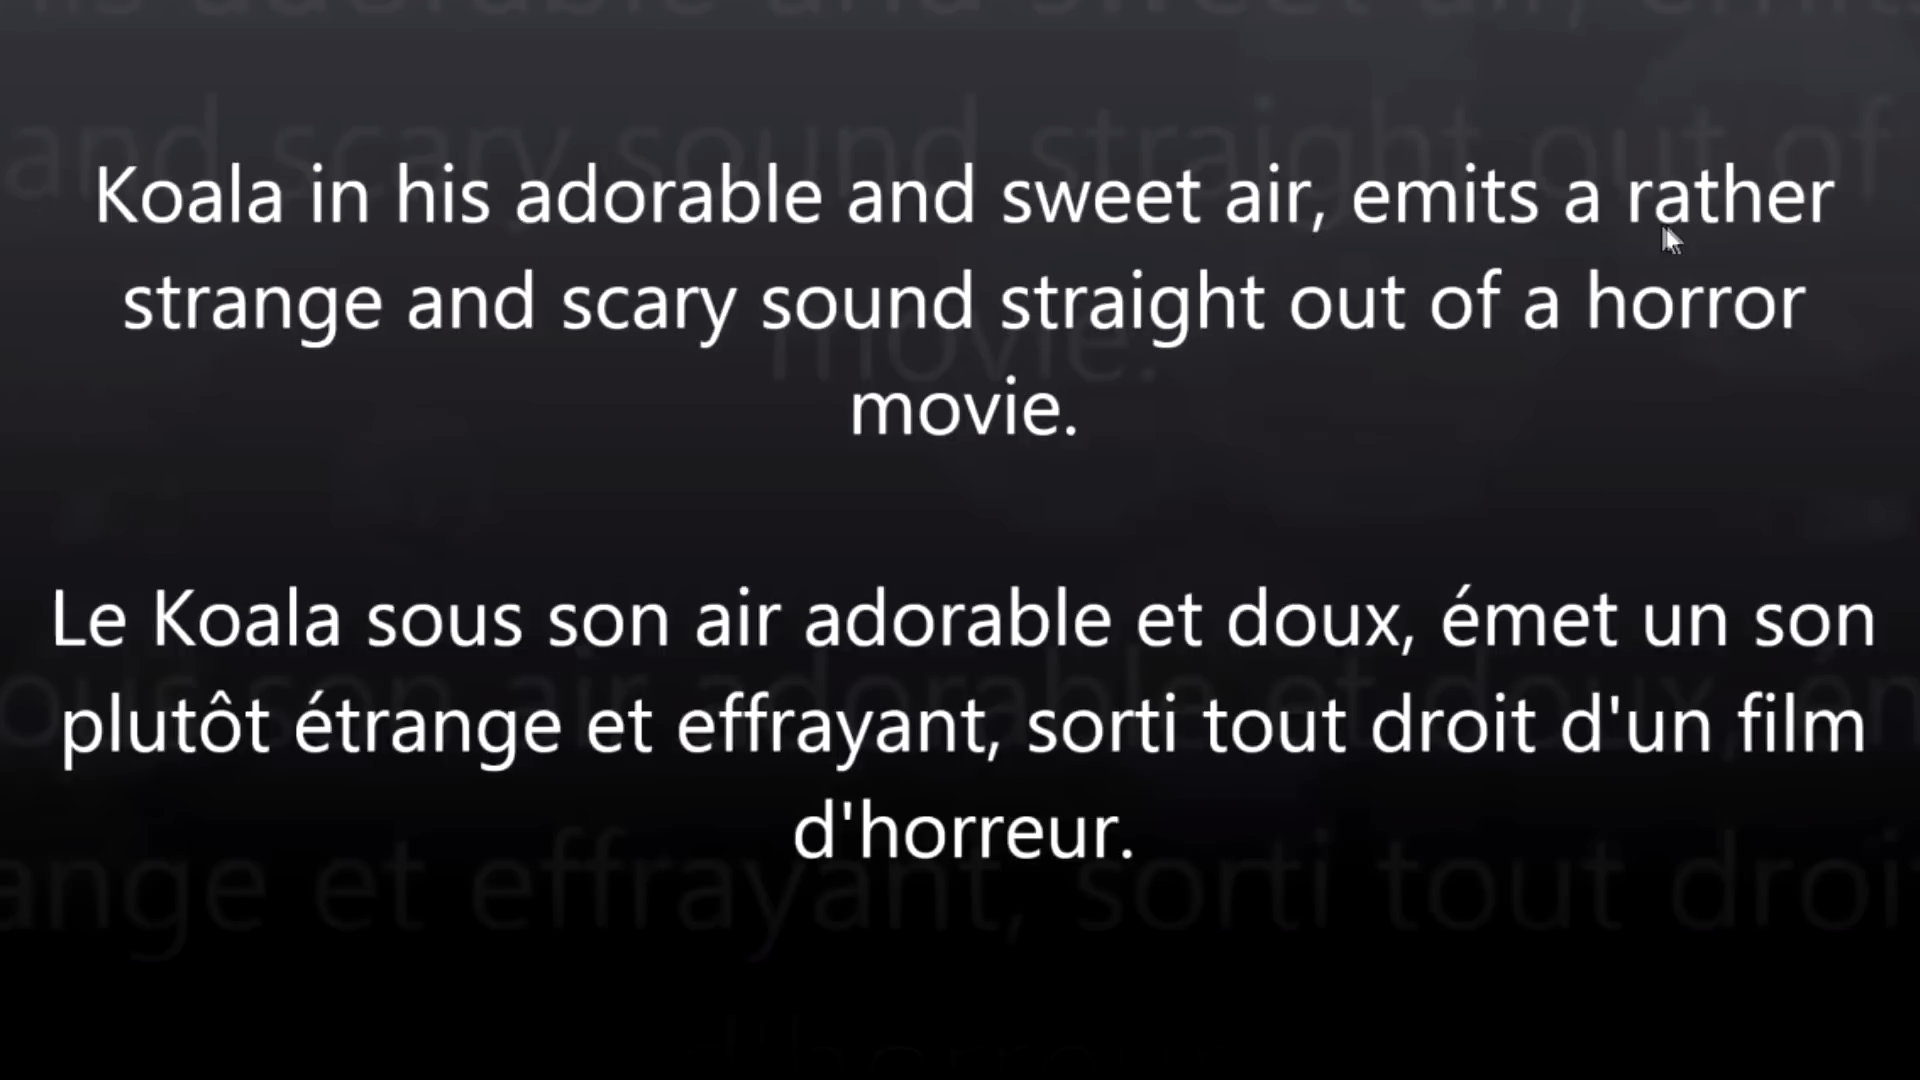 Koala in his adorable and sweet air, emits a rather
strange and scary sound straight out of a horror
movie.
Le Koala sous son air adorable et doux, émet un son
plutôt étrange et effrayant, sorti tout droit d'un film
d'horreur.